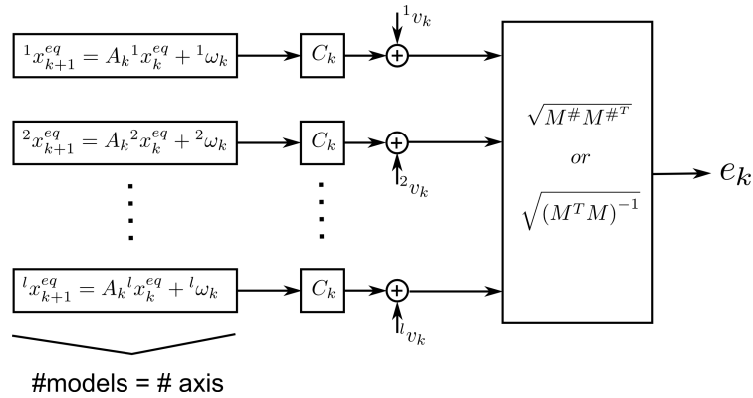 ¹x^{eq}_{k+1} = A_k ¹x^{eq}_k + ¹ω_k
C_k
¹v_k
+
²x^{eq}_{k+1} = A_k ²x^{eq}_k + ²ω_k
C_k
+
²v_k
√(M^# M^{#T})
or
√((M^T M)^{-1})
e_k
ˡx^{eq}_{k+1} = A_k ˡx^{eq}_k + ˡω_k
C_k
+
ˡv_k
#models = # axis